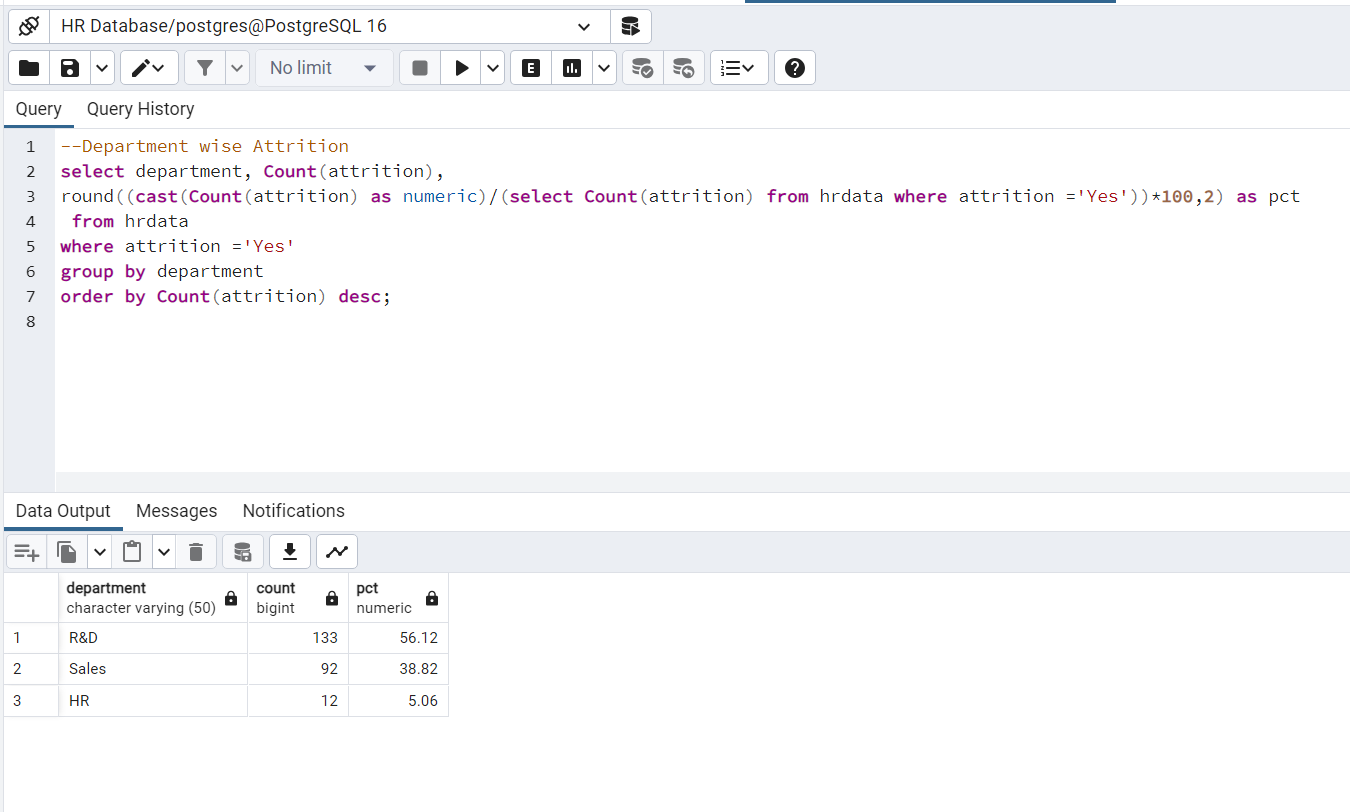 HR Database/postgres@PostgreSQL 16
No limit
E
Query Query History
1 --Department wise Attrition
2 select department, Count(attrition),
3 round((cast(Count(attrition) as numeric)/(select Count(attrition) from hrdata where attrition ='Yes'))*100,2) as pct
4  from hrdata
5 where attrition ='Yes'
6 group by department
7 order by Count(attrition) desc;
8
Data Output Messages Notifications
department count pct
character varying (50) bigint numeric
1 R&D 133 56.12
2 Sales 92 38.82
3 HR 12 5.06